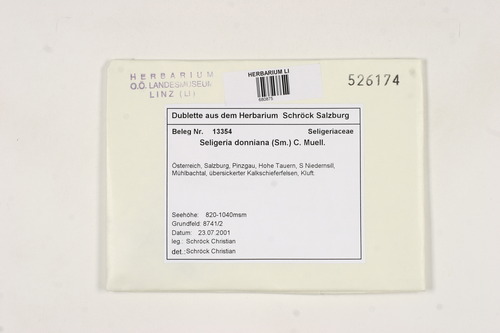 HERBARIUM
O.Ö. LANDESMUSEUM
LINZ (LI)
HERBARIUM LI
680875
526174
Dublette aus dem Herbarium Schröck Salzburg
Beleg Nr. 13354 Seligeriaceae
Seligeria donniana (Sm.) C. Muell.
Österreich, Salzburg, Pinzgau, Hohe Tauern, S Niedernsill,
Mühlbachtal, übersickerter Kalkschieferfelsen, Kluft
Seehöhe: 820-1040msm
Grundfeld: 8741/2
Datum: 23.07.2001
leg.: Schröck Christian
det.: Schröck Christian